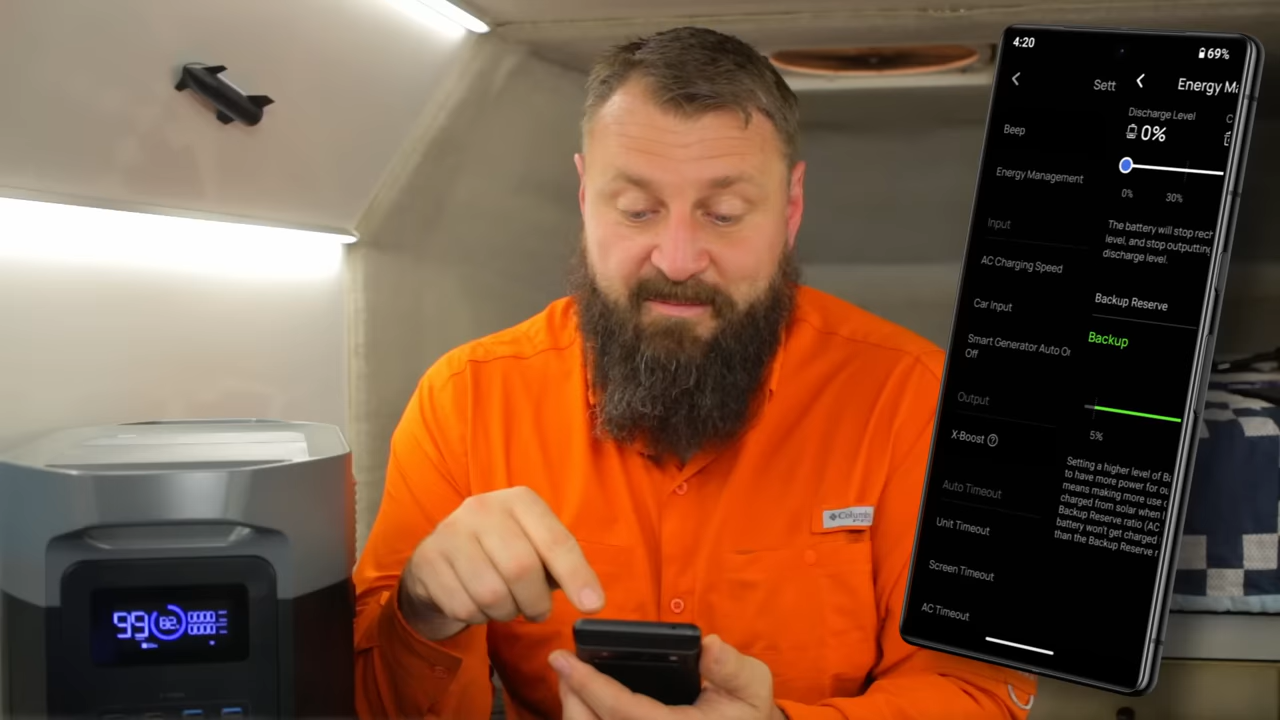 4:20
69%
Sett
Energy Ma
Beep
Energy Management
Input
AC Charging Speed
Car Input
Smart Generator Auto On
Off
Output
X-Boost ?
Auto Timeout
Unit Timeout
Screen Timeout
AC Timeout
Discharge Level
C
0%
0%
30%
The battery will stop rech
level, and stop outputting
discharge level.
Backup Reserve
Backup
5%
Setting a higher level of Ba
to have more power for ou
means making more use o
charged from solar when
Backup Reserve ratio (AC
battery won't get charged
than the Backup Reserve r
Columbia
99
82